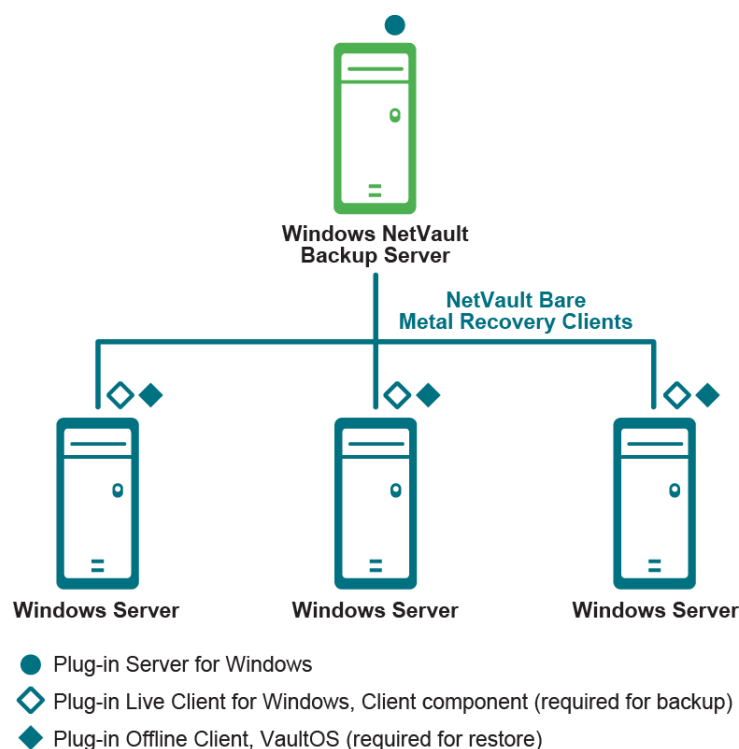 Windows NetVault
Backup Server
NetVault Bare
Metal Recovery Clients
Windows Server
Windows Server
Windows Server
Plug-in Server for Windows
Plug-in Live Client for Windows, Client component (required for backup)
Plug-in Offline Client, VaultOS (required for restore)